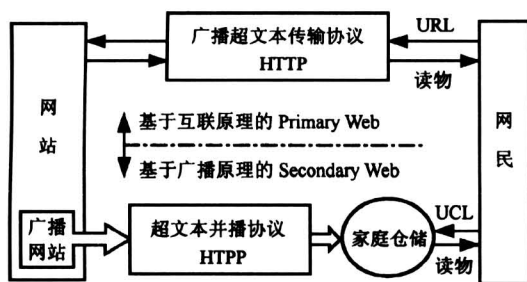 广播超文本传输协议
HTTP
URL
读物
网
站
网
民
基于互联原理的 Primary Web
基于广播原理的 Secondary Web
广播
网站
超文本并播协议
HTPP
家庭仓储
UCL
读物